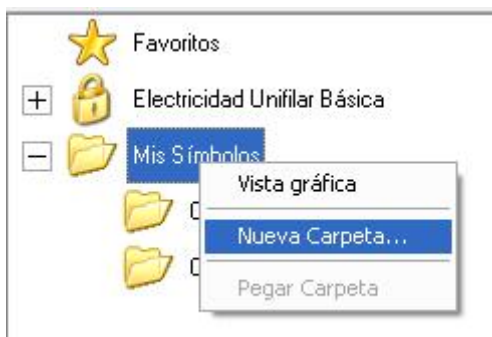 Favoritos
Electricidad Unifilar Básica
Mis Símbolos
Vista gráfica
Nueva Carpeta...
Pegar Carpeta